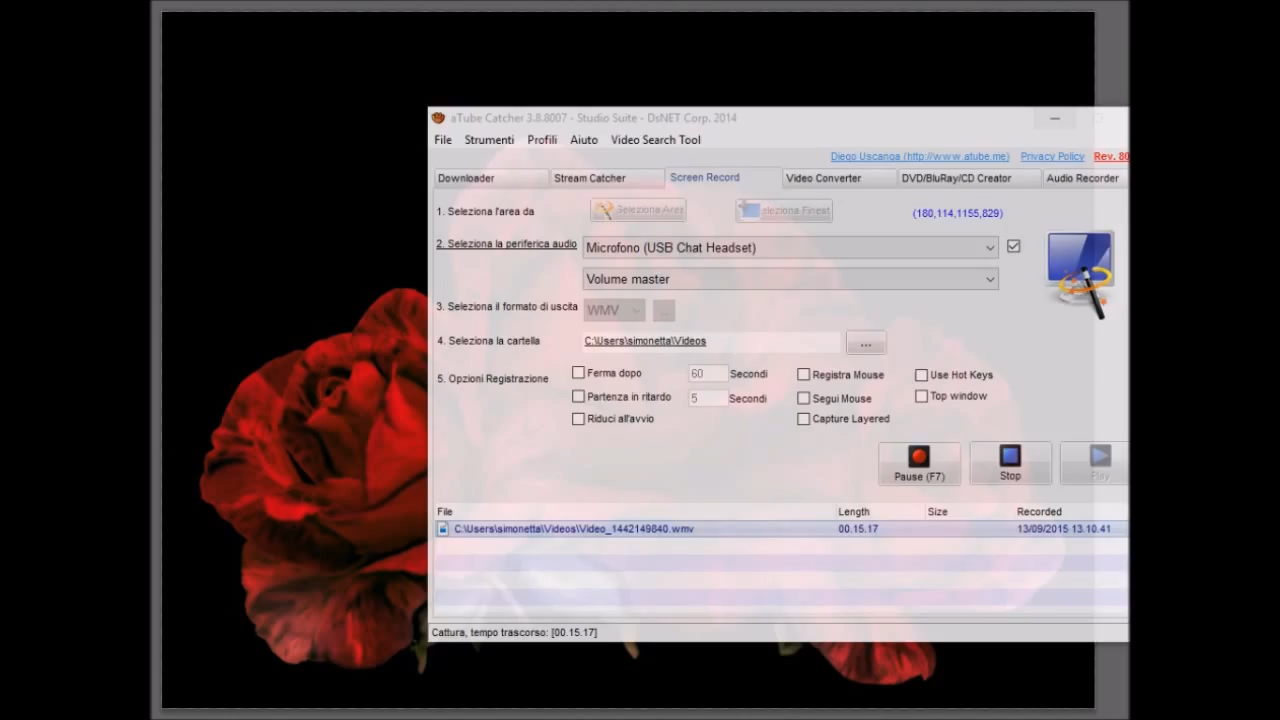 aTube Catcher 3.8.8007 - Studio Suite - DsNET Corp. 2014
File Strumenti Profili Aiuto Video Search Tool
Diego Uscanga (http://www.atube.me) Privacy Policy Rev. 80
Downloader Stream Catcher Screen Record Video Converter DVD/BluRay/CD Creator Audio Recorder
1. Seleziona l'area da Seleziona Area eleziona Finest (180,114,1155,829)
2. Seleziona la periferica audio Microfono (USB Chat Headset)
Volume master
3. Seleziona il formato di uscita WMV ...
4. Seleziona la cartella C:\Users\simonetta\Videos ...
5. Opzioni Registrazione Ferma dopo 60 Secondi Registra Mouse Use Hot Keys
Partenza in ritardo 5 Secondi Segui Mouse Top window
Riduci all'avvio Capture Layered
Pause (F7) Stop Play
File Length Size Recorded
C:\Users\simonetta\Videos\Video_1442149840.wmv 00.15.17 13/09/2015 13.10.41
Cattura, tempo trascorso: [00.15.17]